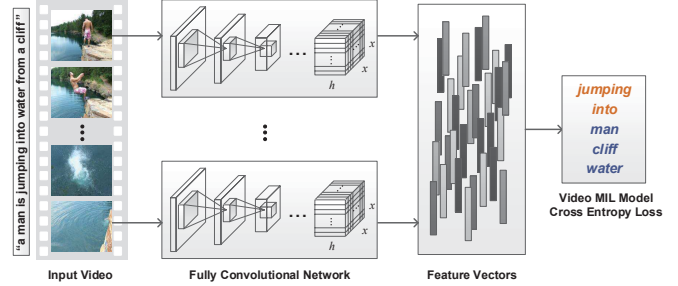 “a man is jumping into water from a cliff”
x
x
h
x
x
h
jumping
into
man
cliff
water
Video MIL Model
Cross Entropy Loss
Input Video
Fully Convolutional Network
Feature Vectors